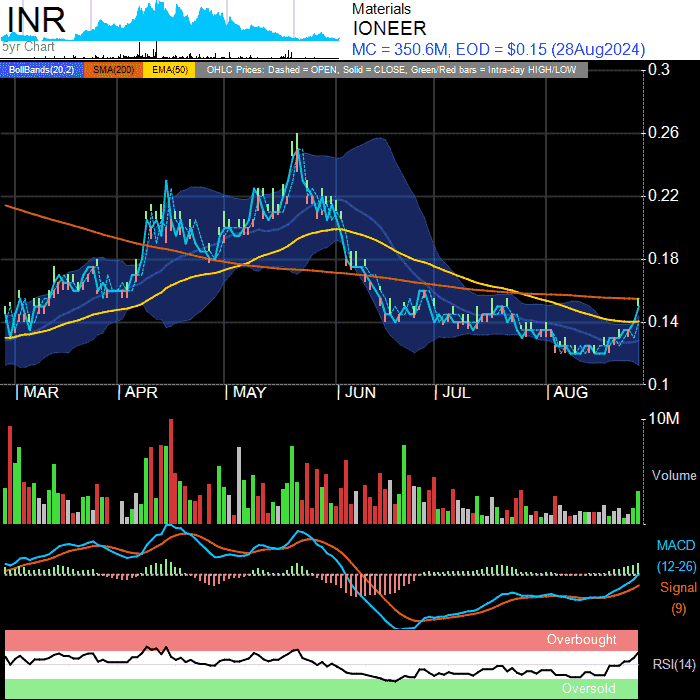 INR
5yr Chart
Materials
IONEER
MC = 350.6M, EOD = $0.15 (28Aug2024)
BollBands(20,2) SMA(200) EMA(50) OHLC Prices: Dashed = OPEN, Solid = CLOSE, Green/Red bars = Intra-day HIGH/LOW
0.3
0.26
0.22
0.18
0.14
0.1
| MAR | APR | MAY | JUN | JUL | AUG
10M
Volume
MACD
(12-26)
Signal
(9)
Overbought
RSI(14)
Oversold